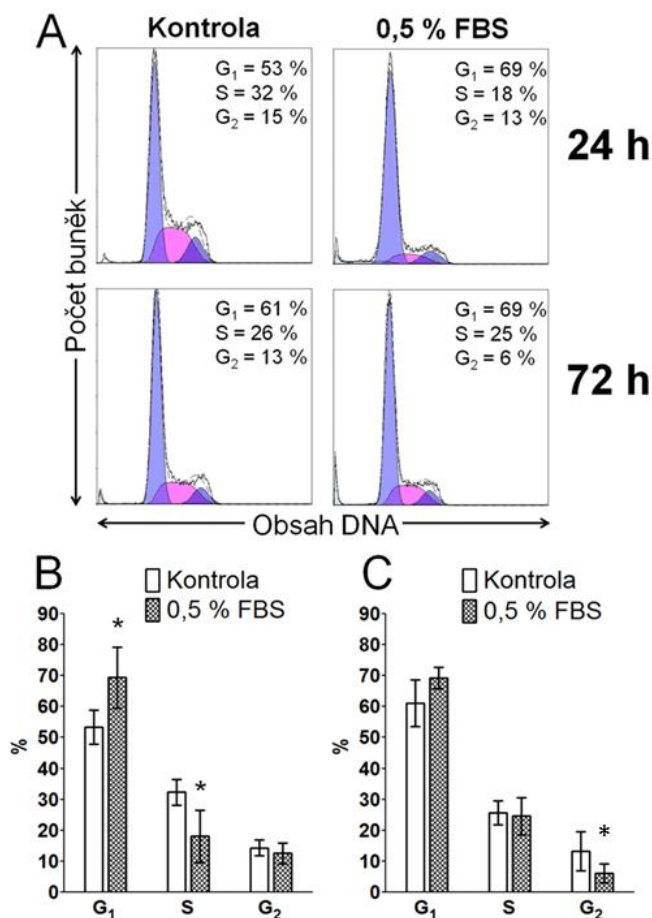 A
Kontrola
0,5 % FBS
G₁ = 53 %
S = 32 %
G₂ = 15 %
G₁ = 69 %
S = 18 %
G₂ = 13 %
24 h
G₁ = 61 %
S = 26 %
G₂ = 13 %
G₁ = 69 %
S = 25 %
G₂ = 6 %
72 h
Počet buněk
Obsah DNA
B
Kontrola
0,5 % FBS
90
80
70
60
50
40
30
20
10
0
%
*
*
G₁ S G₂
C
Kontrola
0,5 % FBS
90
80
70
60
50
40
30
20
10
0
%
*
G₁ S G₂